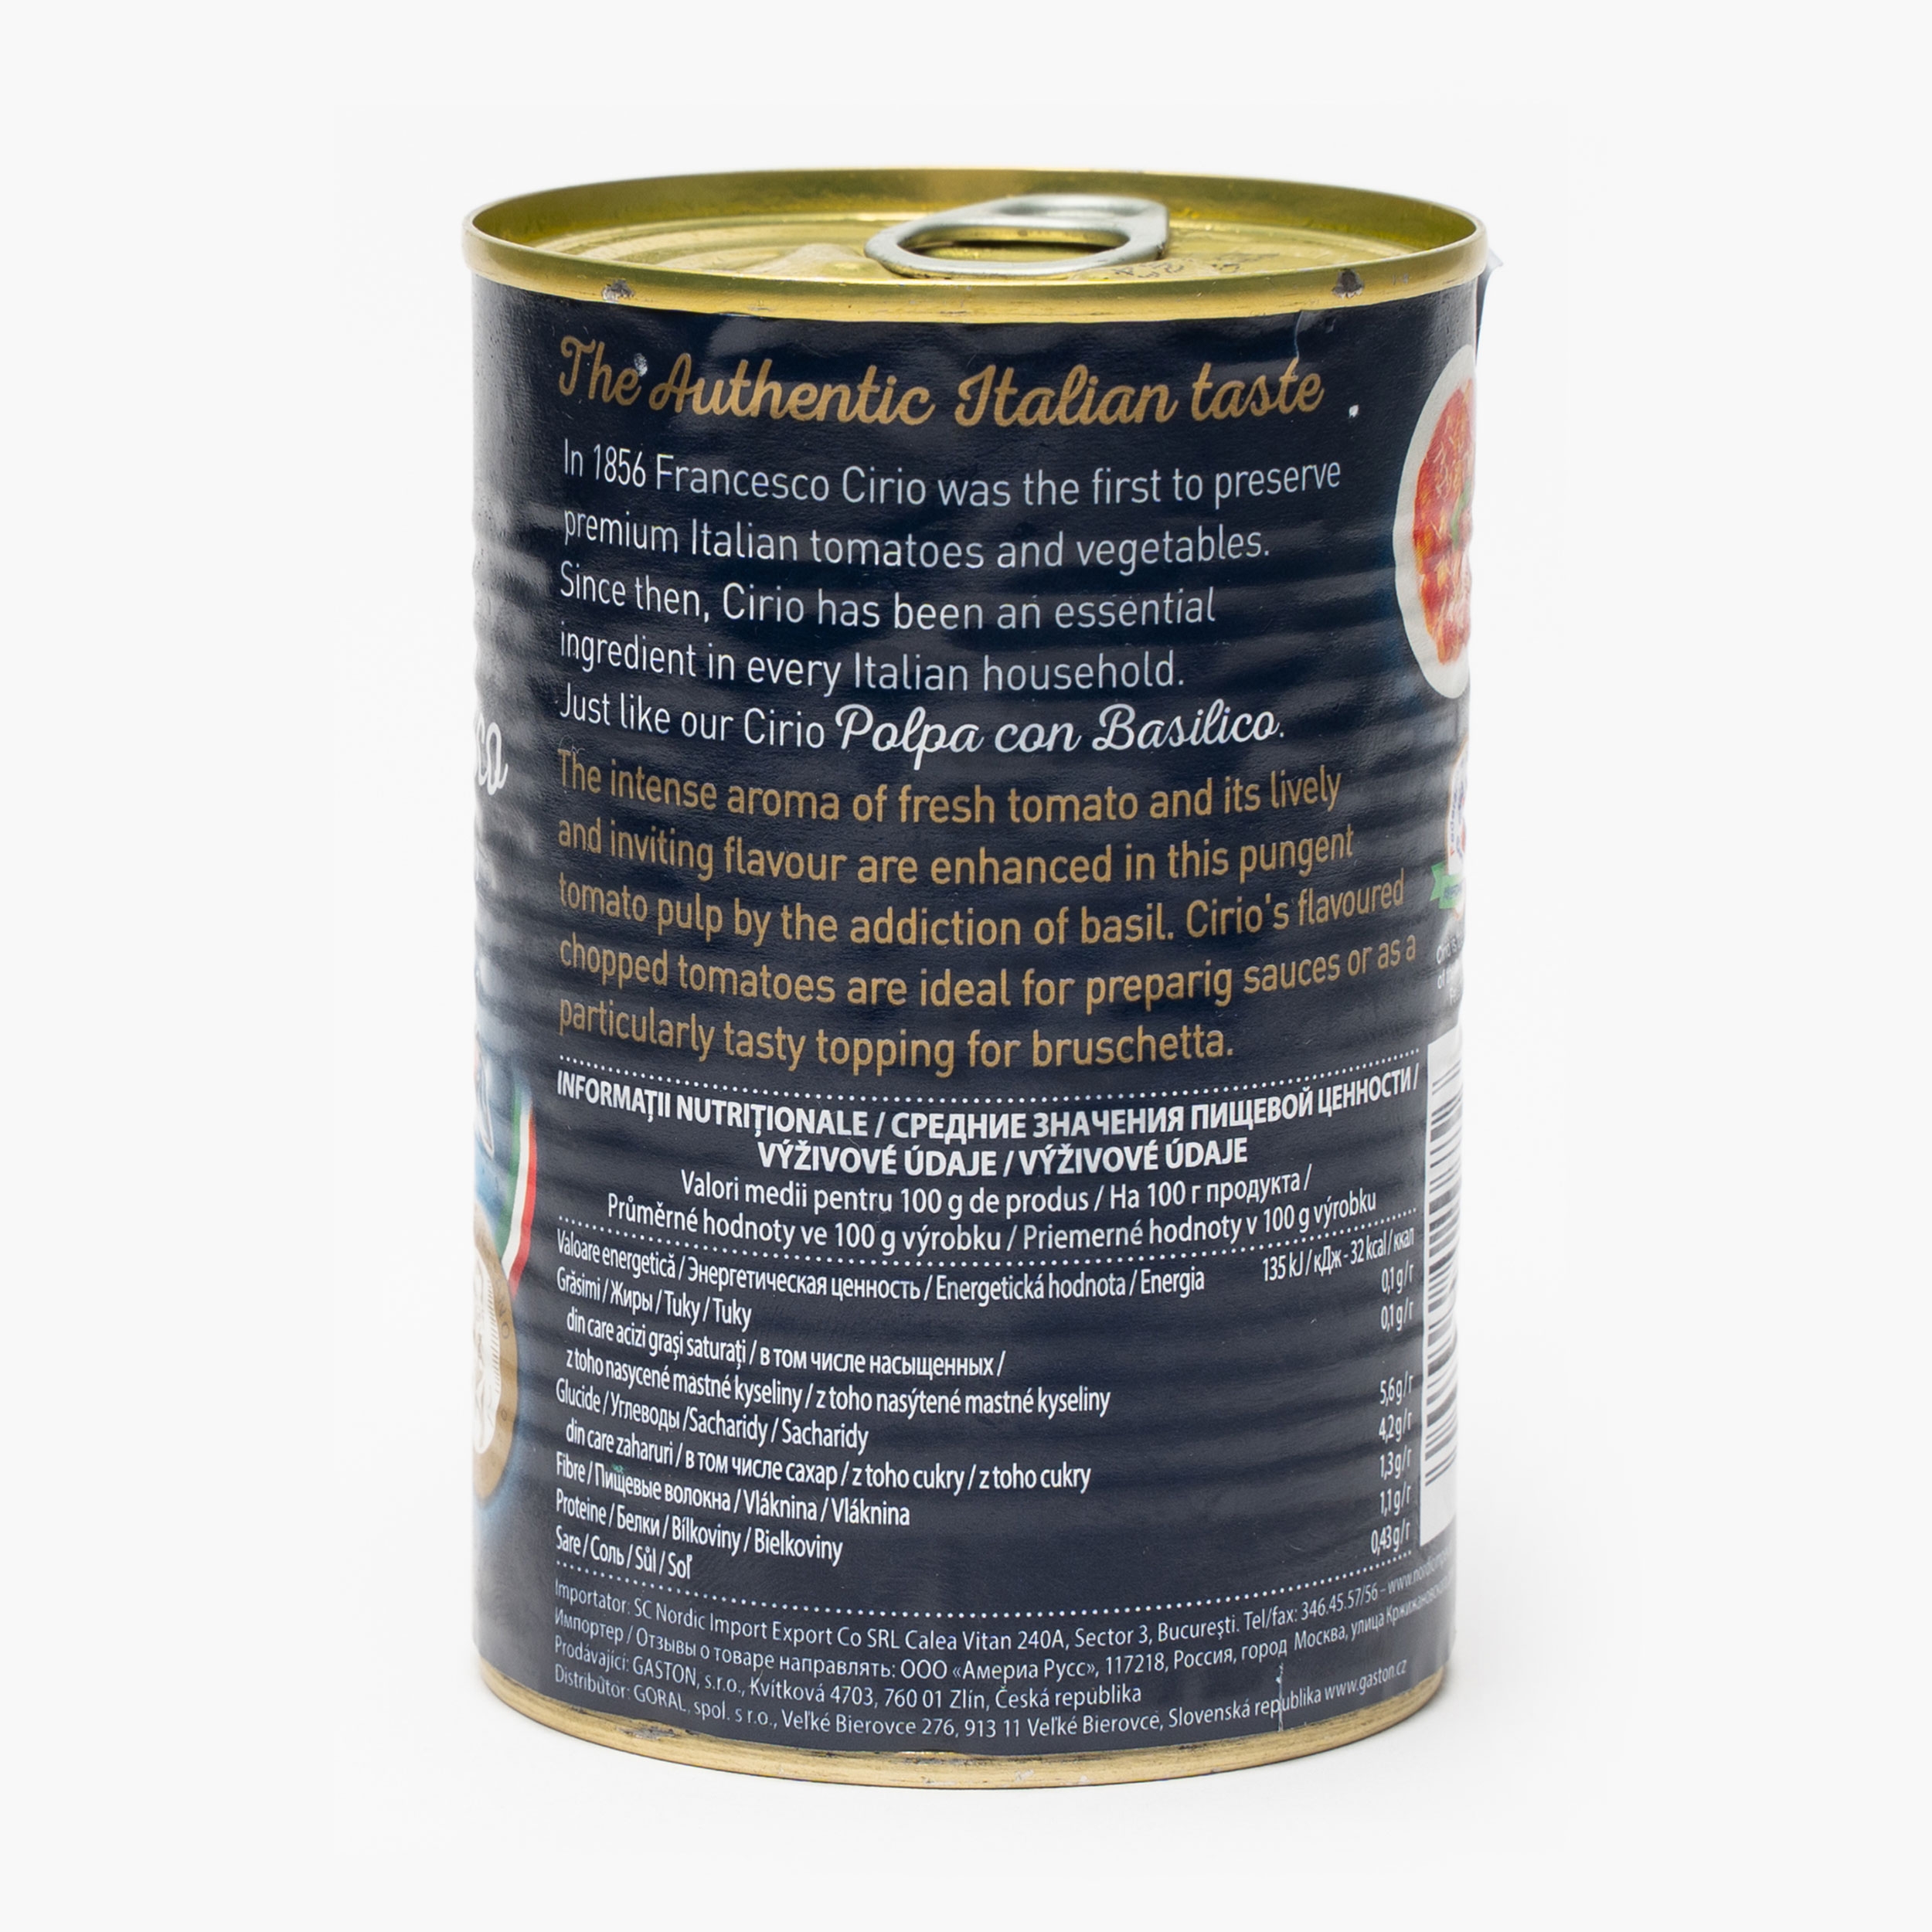 The Authentic Italian taste
In 1856 Francesco Cirio was the first to preserve
premium Italian tomatoes and vegetables.
Since then, Cirio has been an essential
ingredient in every Italian household.
Just like our Cirio Polpa con Basilico.
The intense aroma of fresh tomato and its lively
and inviting flavour are enhanced in this pungent
tomato pulp by the addiction of basil. Cirio's flavoured
chopped tomatoes are ideal for preparig sauces or as a
particularly tasty topping for bruschetta.
INFORMAȚII NUTRIȚIONALE / СРЕДНИЕ ЗНАЧЕНИЯ ПИЩЕВОЙ ЦЕННОСТИ /
VÝŽIVOVÉ ÚDAJE / VÝŽIVOVÉ ÚDAJE
Valori medii pentru 100 g de produs / На 100 г продукта /
Průměrné hodnoty ve 100 g výrobku / Priemerné hodnoty v 100 g výrobku
Valoare energetică / Энергетическая ценность / Energetická hodnota / Energia 135 kJ / кДж - 32 kcal / ккал
Grăsimi / Жиры / Tuky / Tuky 0,1 g/г
din care acizi grași saturați / в том числе насыщенных / 0,1 g/г
z toho nasycené mastné kyseliny / z toho nasýtené mastné kyseliny
Glucide / Углеводы /Sacharidy / Sacharidy 5,6 g/г
din care zaharuri / в том числе сахар / z toho cukry / z toho cukry 4,2 g/г
Fibre / Пищевые волокна / Vláknina / Vláknina 1,3 g/г
Proteine / Белки / Bílkoviny / Bielkoviny 1,1 g/г
Sare / Соль / Sůl / Soľ 0,43 g/г
Importator: SC Nordic Import Export Co SRL Calea Vitan 240A, Sector 3, București. Tel/fax: 346.45.57/56 -
Импортер / Отзывы о товаре направлять: ООО «Америа Русс», 117218, Россия, город Москва, улица
Prodávající: GASTON, s.r.o., Kvítková 4703, 760 01 Zlín, Česká republika
Distribútor: GORAL, spol. s r.o., Veľké Bierovce 276, 913 11 Veľké Bierovce, Slovenská republika www.gaston.cz